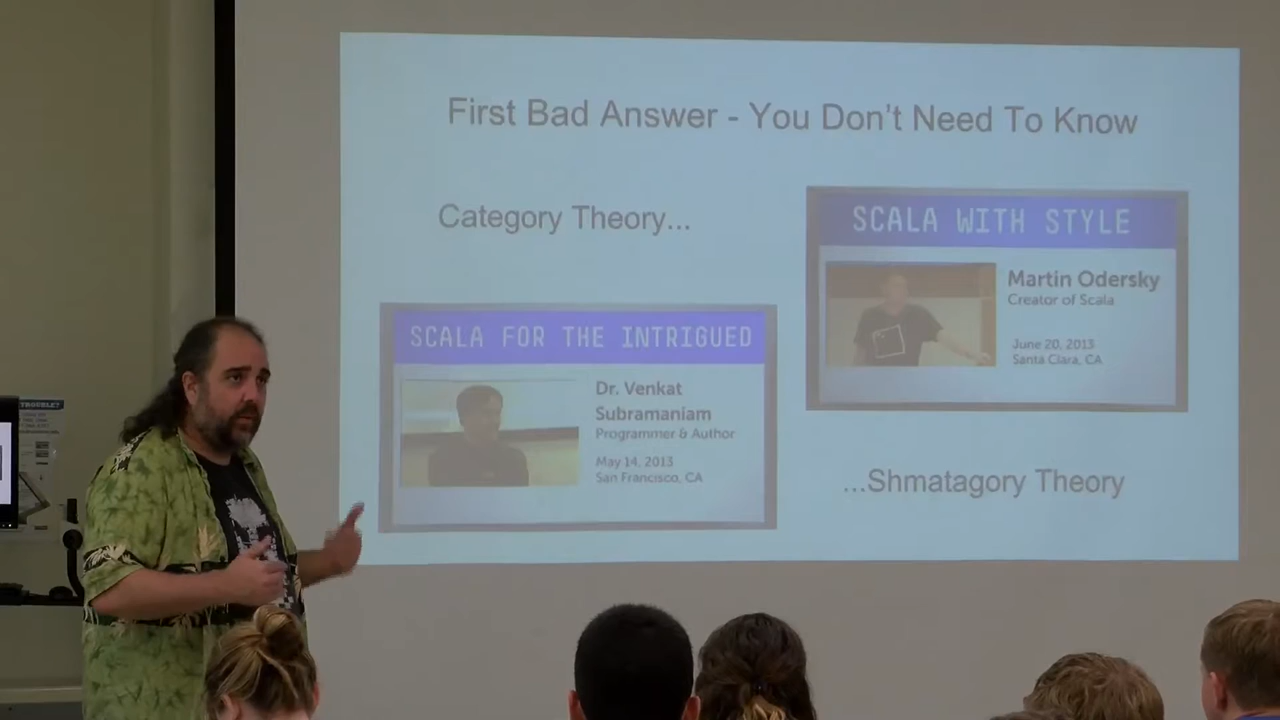 First Bad Answer - You Don't Need To Know
Category Theory...
SCALA WITH STYLE
Martin Odersky
Creator of Scala
June 20, 2013
Santa Clara, CA
SCALA FOR THE INTRIGUED
Dr. Venkat
Subramaniam
Programmer & Author
May 14, 2013
San Francisco, CA
...Shmatagory Theory
TROUBLE?